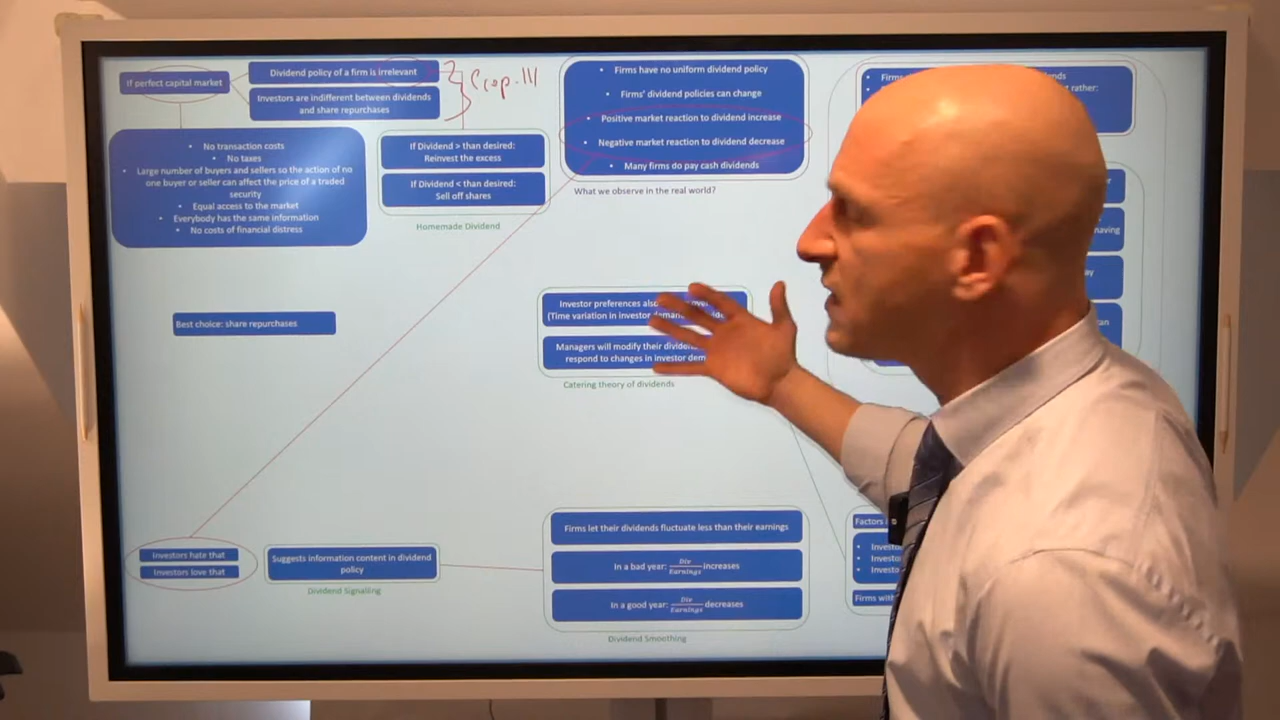 If perfect capital market
Dividend policy of a firm is irrelevant
Investors are indifferent between dividends
and share repurchases
Prop. III
No transaction costs
No taxes
Large number of buyers and sellers so the action of no
one buyer or seller can affect the price of a traded
security
Equal access to the market
Everybody has the same information
No costs of financial distress
If Dividend > than desired:
Reinvest the excess
If Dividend < than desired:
Sell off shares
Homemade Dividend
Firms have no uniform dividend policy
Firms' dividend policies can change
Positive market reaction to dividend increase
Negative market reaction to dividend decrease
Many firms do pay cash dividends
What we observe in the real world?
rather:
having
Best choice: share repurchases
Investor preferences
(Time variation in investor
Managers will modify their
respond to changes in investor
Catering theory of dividends
Investors hate that
Investors love that
Suggests information content in dividend
policy
Dividend Signalling
Firms let their dividends fluctuate less than their earnings
In a bad year: Div/Earnings increases
In a good year: Div/Earnings decreases
Dividend Smoothing
Factors
Firms